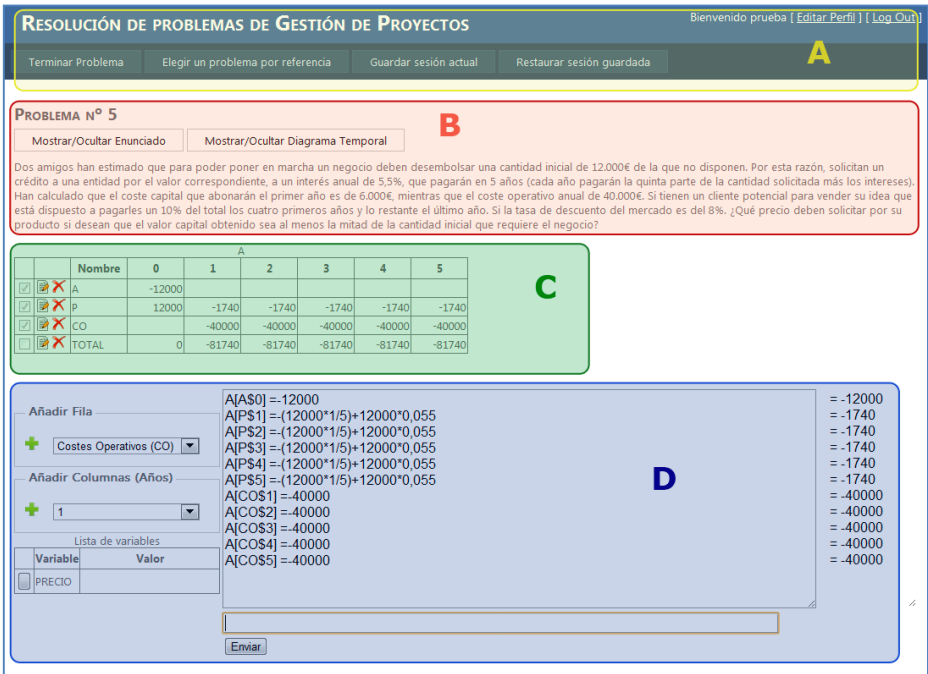 Resolución de problemas de Gestión de Proyectos
Bienvenido prueba [ Editar Perfil ] [ Log Out ]
Terminar Problema Elegir un problema por referencia Guardar sesión actual Restaurar sesión guardada
A
Problema nº 5
B
Mostrar/Ocultar Enunciado Mostrar/Ocultar Diagrama Temporal
Dos amigos han estimado que para poder poner en marcha un negocio deben desembolsar una cantidad inicial de 12.000€ de la que no disponen. Por esta razón, solicitan un
crédito a una entidad por el valor correspondiente, a un interés anual de 5,5%, que pagarán en 5 años (cada año pagarán la quinta parte de la cantidad solicitada más los intereses).
Han calculado que el coste capital que abonarán el primer año es de 6.000€, mientras que el coste operativo anual de 40.000€. Si tienen un cliente potencial para vender su idea que
está dispuesto a pagarles un 10% del total los cuatro primeros años y lo restante el último año. Si la tasa de descuento del mercado es del 8%. ¿Qué precio deben solicitar por su
producto si desean que el valor capital obtenido sea al menos la mitad de la cantidad inicial que requiere el negocio?
A
Nombre 0 1 2 3 4 5
A -12000
P 12000 -1740 -1740 -1740 -1740 -1740
CO -40000 -40000 -40000 -40000 -40000
TOTAL 0 -81740 -81740 -81740 -81740 -81740
C
Añadir Fila
Costes Operativos (CO)
Añadir Columnas (Años)
1
Lista de variables
Variable Valor
PRECIO
A[A$0] =-12000 = -12000
A[P$1] =-(12000*1/5)+12000*0,055 = -1740
A[P$2] =-(12000*1/5)+12000*0,055 = -1740
A[P$3] =-(12000*1/5)+12000*0,055 = -1740
A[P$4] =-(12000*1/5)+12000*0,055 = -1740
A[P$5] =-(12000*1/5)+12000*0,055 = -1740
A[CO$1] =-40000 = -40000
A[CO$2] =-40000 = -40000
A[CO$3] =-40000 = -40000
A[CO$4] =-40000 = -40000
A[CO$5] =-40000 = -40000
D
Enviar